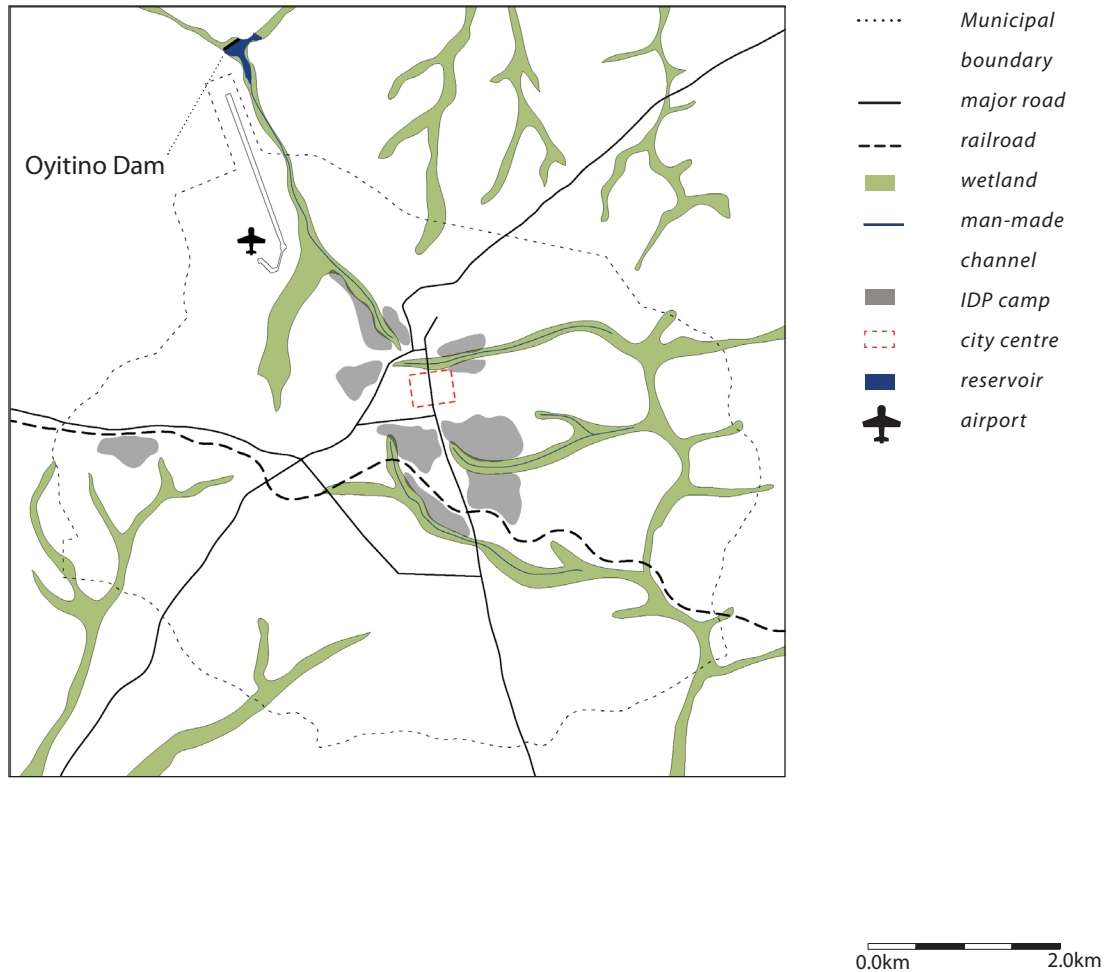 Oyitino Dam
Municipal
boundary
major road
railroad
wetland
man-made
channel
IDP camp
city centre
reservoir
airport
0.0km 2.0km